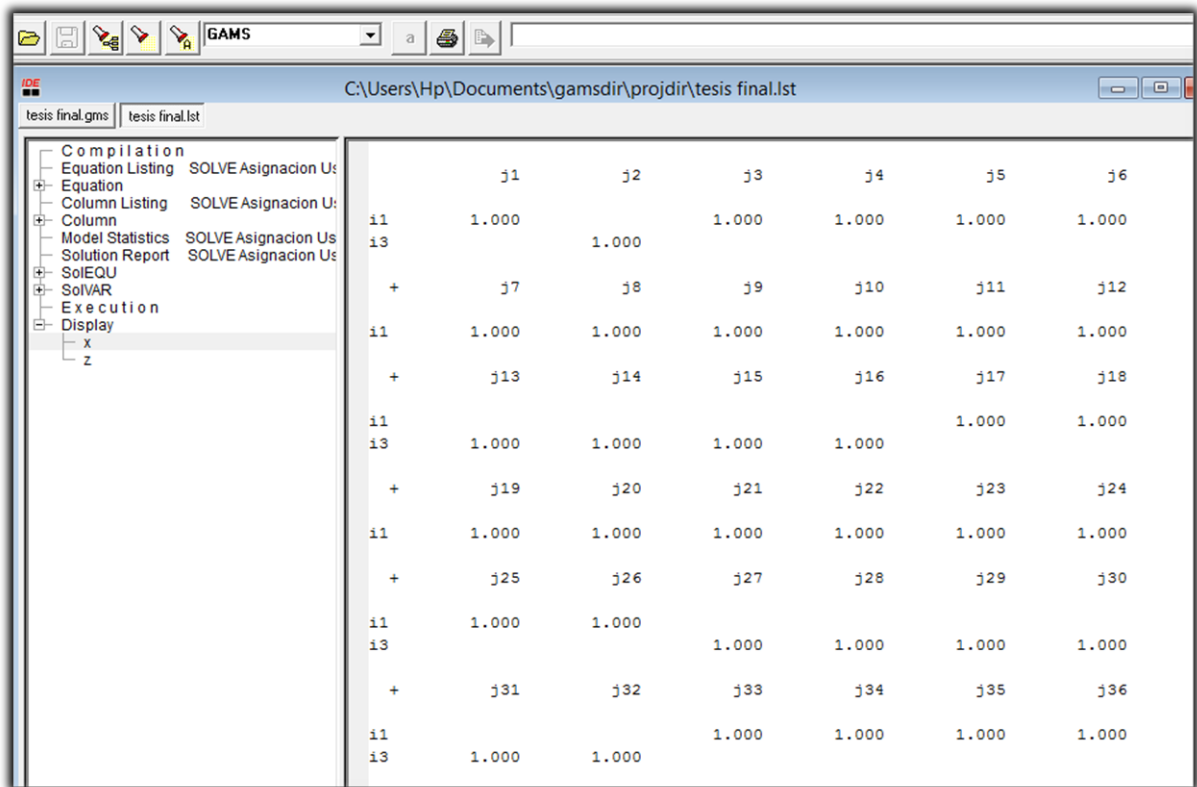 GAMS
a
IDE
C:\Users\Hp\Documents\gamsdir\projdir\tesis final.lst
tesis final.gms tesis final.lst
Compilation
Equation Listing SOLVE Asignacion Us
Equation
Column Listing SOLVE Asignacion Us
Column
Model Statistics SOLVE Asignacion Us
Solution Report SOLVE Asignacion Us
SolEQU
SolVAR
Execution
Display
x
z
j1 j2 j3 j4 j5 j6
i1 1.000 1.000 1.000 1.000 1.000
i3 1.000
+ j7 j8 j9 j10 j11 j12
i1 1.000 1.000 1.000 1.000 1.000 1.000
+ j13 j14 j15 j16 j17 j18
i1 1.000 1.000
i3 1.000 1.000 1.000 1.000
+ j19 j20 j21 j22 j23 j24
i1 1.000 1.000 1.000 1.000 1.000 1.000
+ j25 j26 j27 j28 j29 j30
i1 1.000 1.000
i3 1.000 1.000 1.000 1.000
+ j31 j32 j33 j34 j35 j36
i1 1.000 1.000 1.000 1.000
i3 1.000 1.000